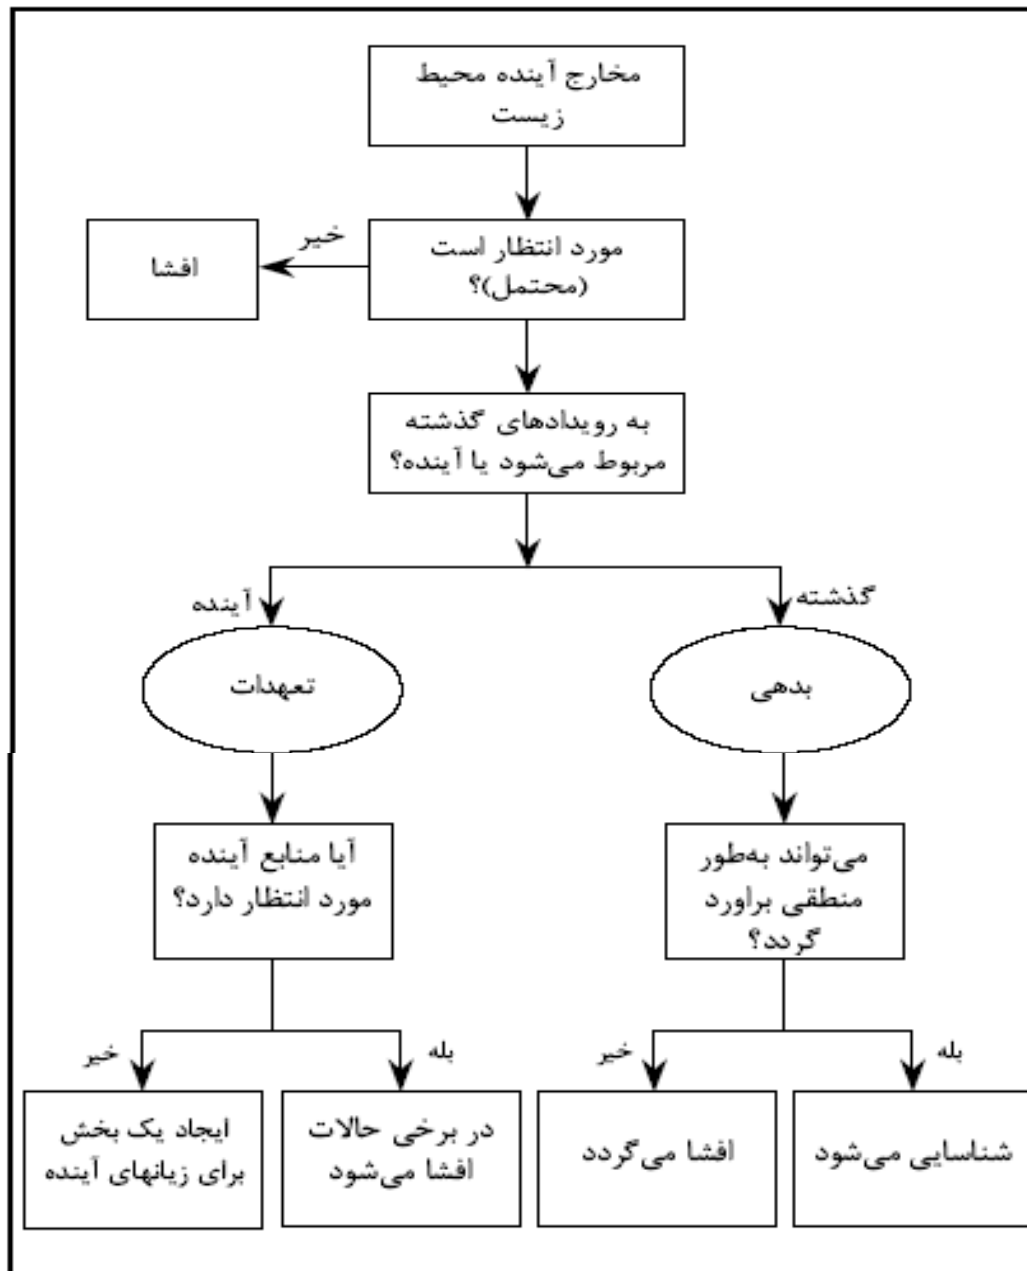 مخارج آینده محیط
زیست
مورد انتظار است
(محتمل)؟
خیر
افشا
به رویدادهای گذشته
مربوط می‌شود یا آینده؟
گذشته
آینده
بدهی
تعهدات
می‌تواند به‌طور
منطقی براورد
گردد؟
آیا منابع آینده
مورد انتظار دارد؟
بله
خیر
بله
خیر
شناسایی می‌شود
افشا می‌گردد
در برخی حالات
افشا می‌شود
ایجاد یک بخش
برای زیانهای آینده